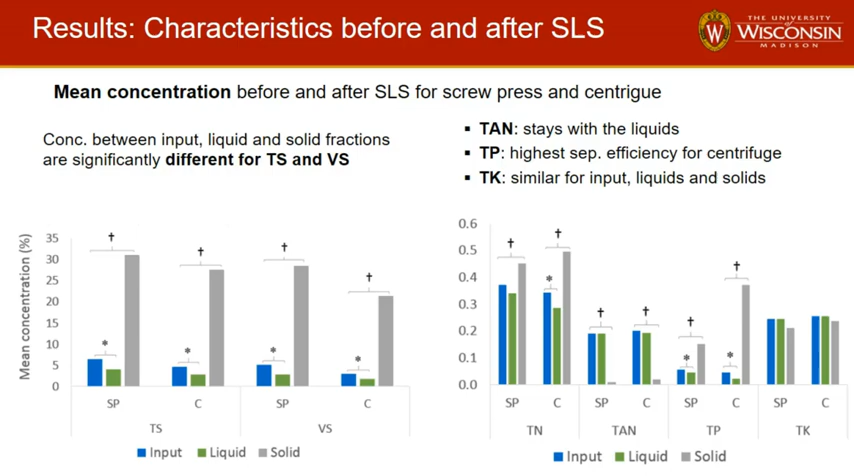 Results: Characteristics before and after SLS
THE UNIVERSITY
of
WISCONSIN
MADISON
W
Mean concentration before and after SLS for screw press and centrigue
Conc. between input, liquid and solid fractions
are significantly different for TS and VS
▪ TAN: stays with the liquids
▪ TP: highest sep. efficiency for centrifuge
▪ TK: similar for input, liquids and solids
Mean concentration (%)
35
30
25
20
15
10
5
0
† † † †
* * * *
SP C SP C
TS VS
Input Liquid Solid
0.6
0.5
0.4
0.3
0.2
0.1
0.0
† † † † † †
* * *
SP C SP C SP C SP C
TN TAN TP TK
Input Liquid Solid